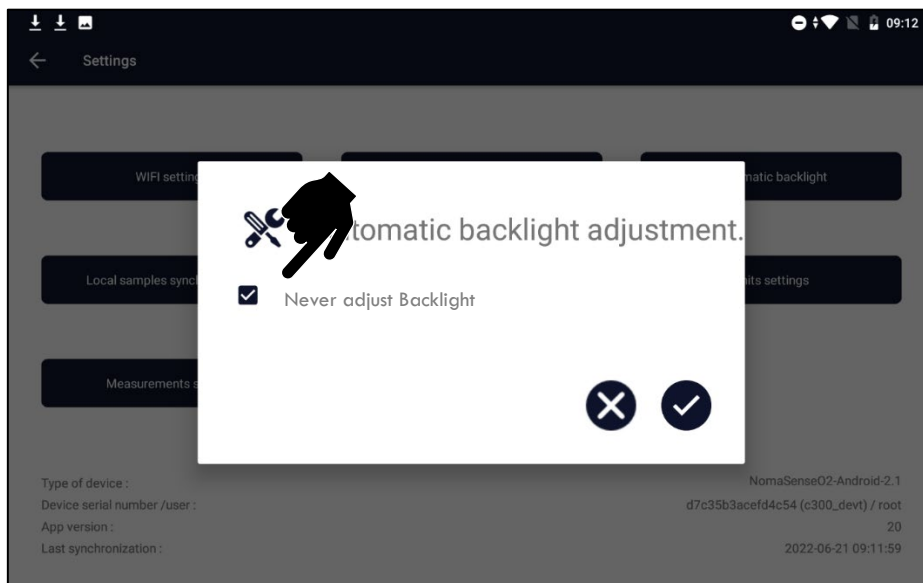 09:12
Settings
WIFI setting
matic backlight
tomatic backlight adjustment.
Local samples syncl
its settings
Never adjust Backlight
Measurements s
Type of device :
NomaSenseO2-Android-2.1
Device serial number /user :
d7c35b3acefd4c54 (c300_devt) / root
App version :
20
Last synchronization :
2022-06-21 09:11:59